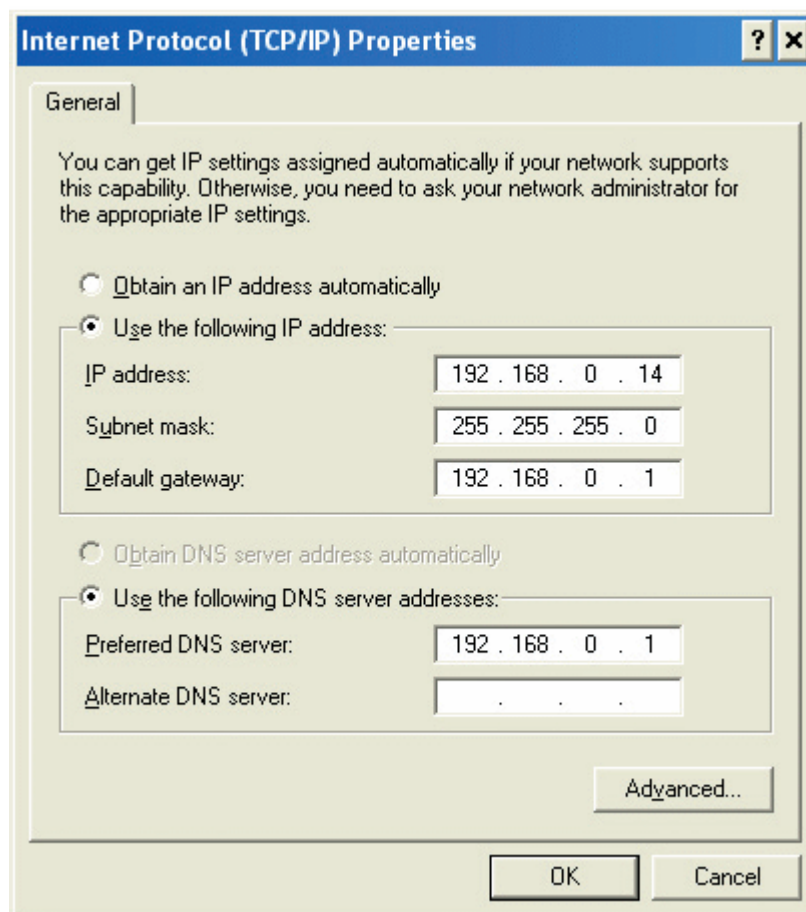 Internet Protocol (TCP/IP) Properties
General
You can get IP settings assigned automatically if your network supports
this capability. Otherwise, you need to ask your network administrator for
the appropriate IP settings.
Obtain an IP address automatically
Use the following IP address:
IP address: 192 . 168 . 0 . 14
Subnet mask: 255 . 255 . 255 . 0
Default gateway: 192 . 168 . 0 . 1
Obtain DNS server address automatically
Use the following DNS server addresses:
Preferred DNS server: 192 . 168 . 0 . 1
Alternate DNS server: . . .
Advanced...
OK Cancel